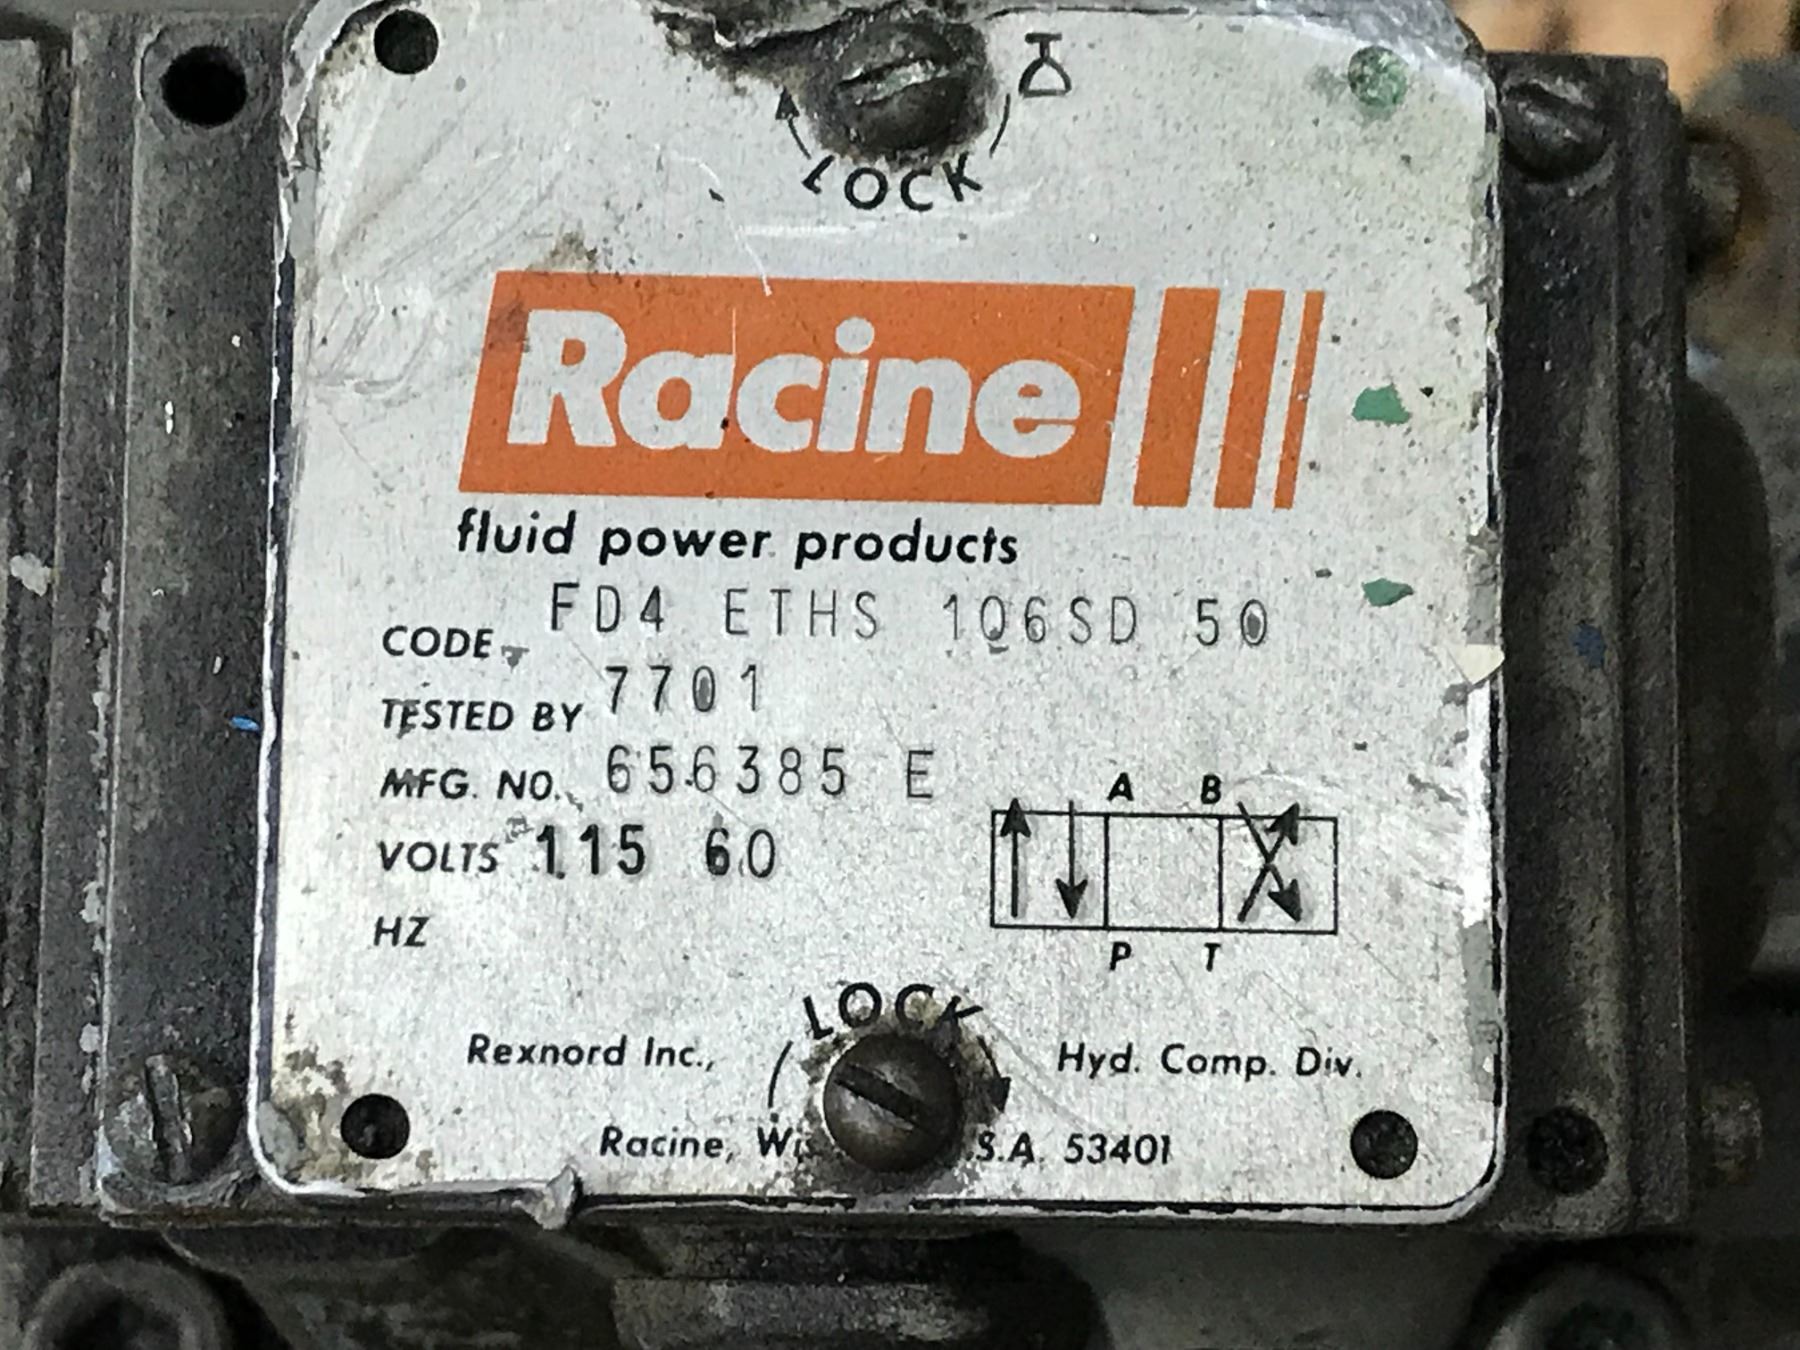 LOCK
Racine
fluid power products
CODE FD4 ETHS 106SD 50
TESTED BY 7701
MFG. NO. 656385 E
VOLTS 115 60
HZ
A B
P T
LOCK
Rexnord Inc., Hyd. Comp. Div.
Racine, S.A. 53401